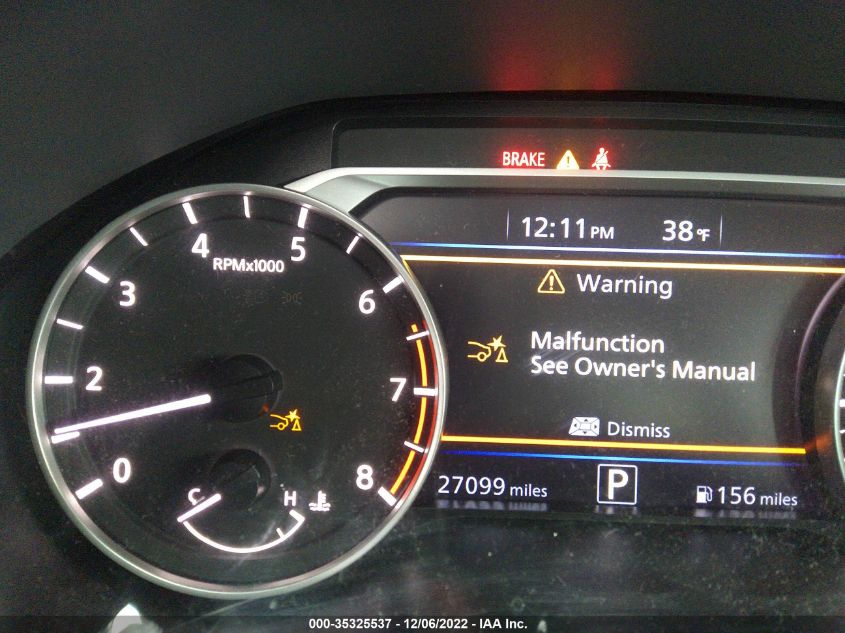 BRAKE
12:11 PM 38°F
Warning
Malfunction
See Owner's Manual
Dismiss
27099 miles P 156 miles
0 2 3 4 5 6 7 8
RPMx1000
C H
000-35325537 - 12/06/2022 - IAA Inc.